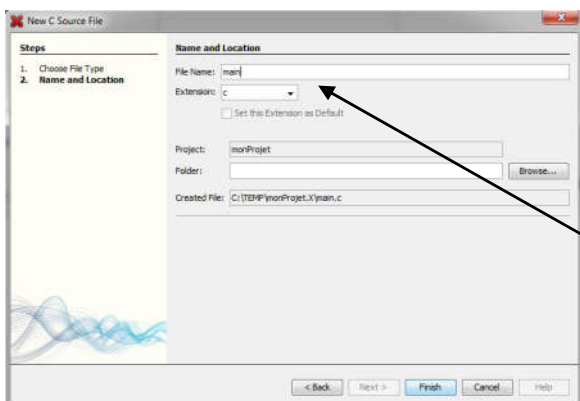 New C Source File
Steps
1. Choose File Type
2. Name and Location
Name and Location
File Name: main
Extension: c
Set this Extension as Default
Project: monProjet
Folder:
Browse...
Created File: C:\TEMP\monProjet.X\main.c
< Back Next > Finish Cancel Help